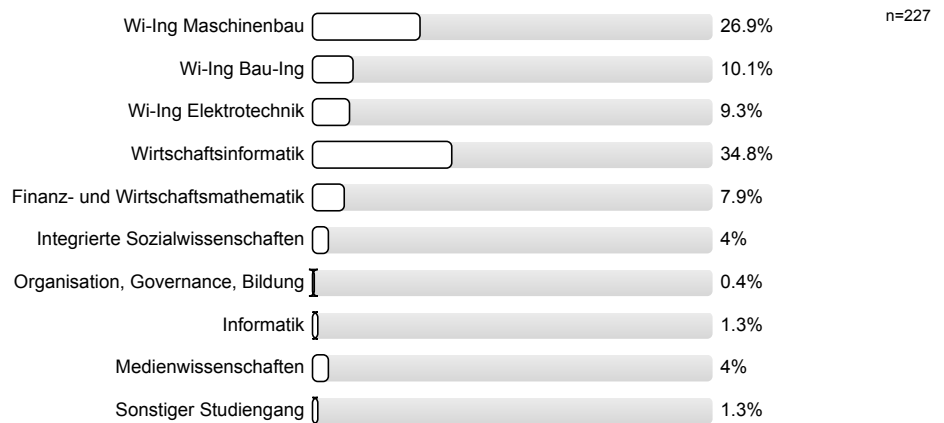 Wi-Ing Maschinenbau 26.9% n=227
Wi-Ing Bau-Ing 10.1%
Wi-Ing Elektrotechnik 9.3%
Wirtschaftsinformatik 34.8%
Finanz- und Wirtschaftsmathematik 7.9%
Integrierte Sozialwissenschaften 4%
Organisation, Governance, Bildung 0.4%
Informatik 1.3%
Medienwissenschaften 4%
Sonstiger Studiengang 1.3%